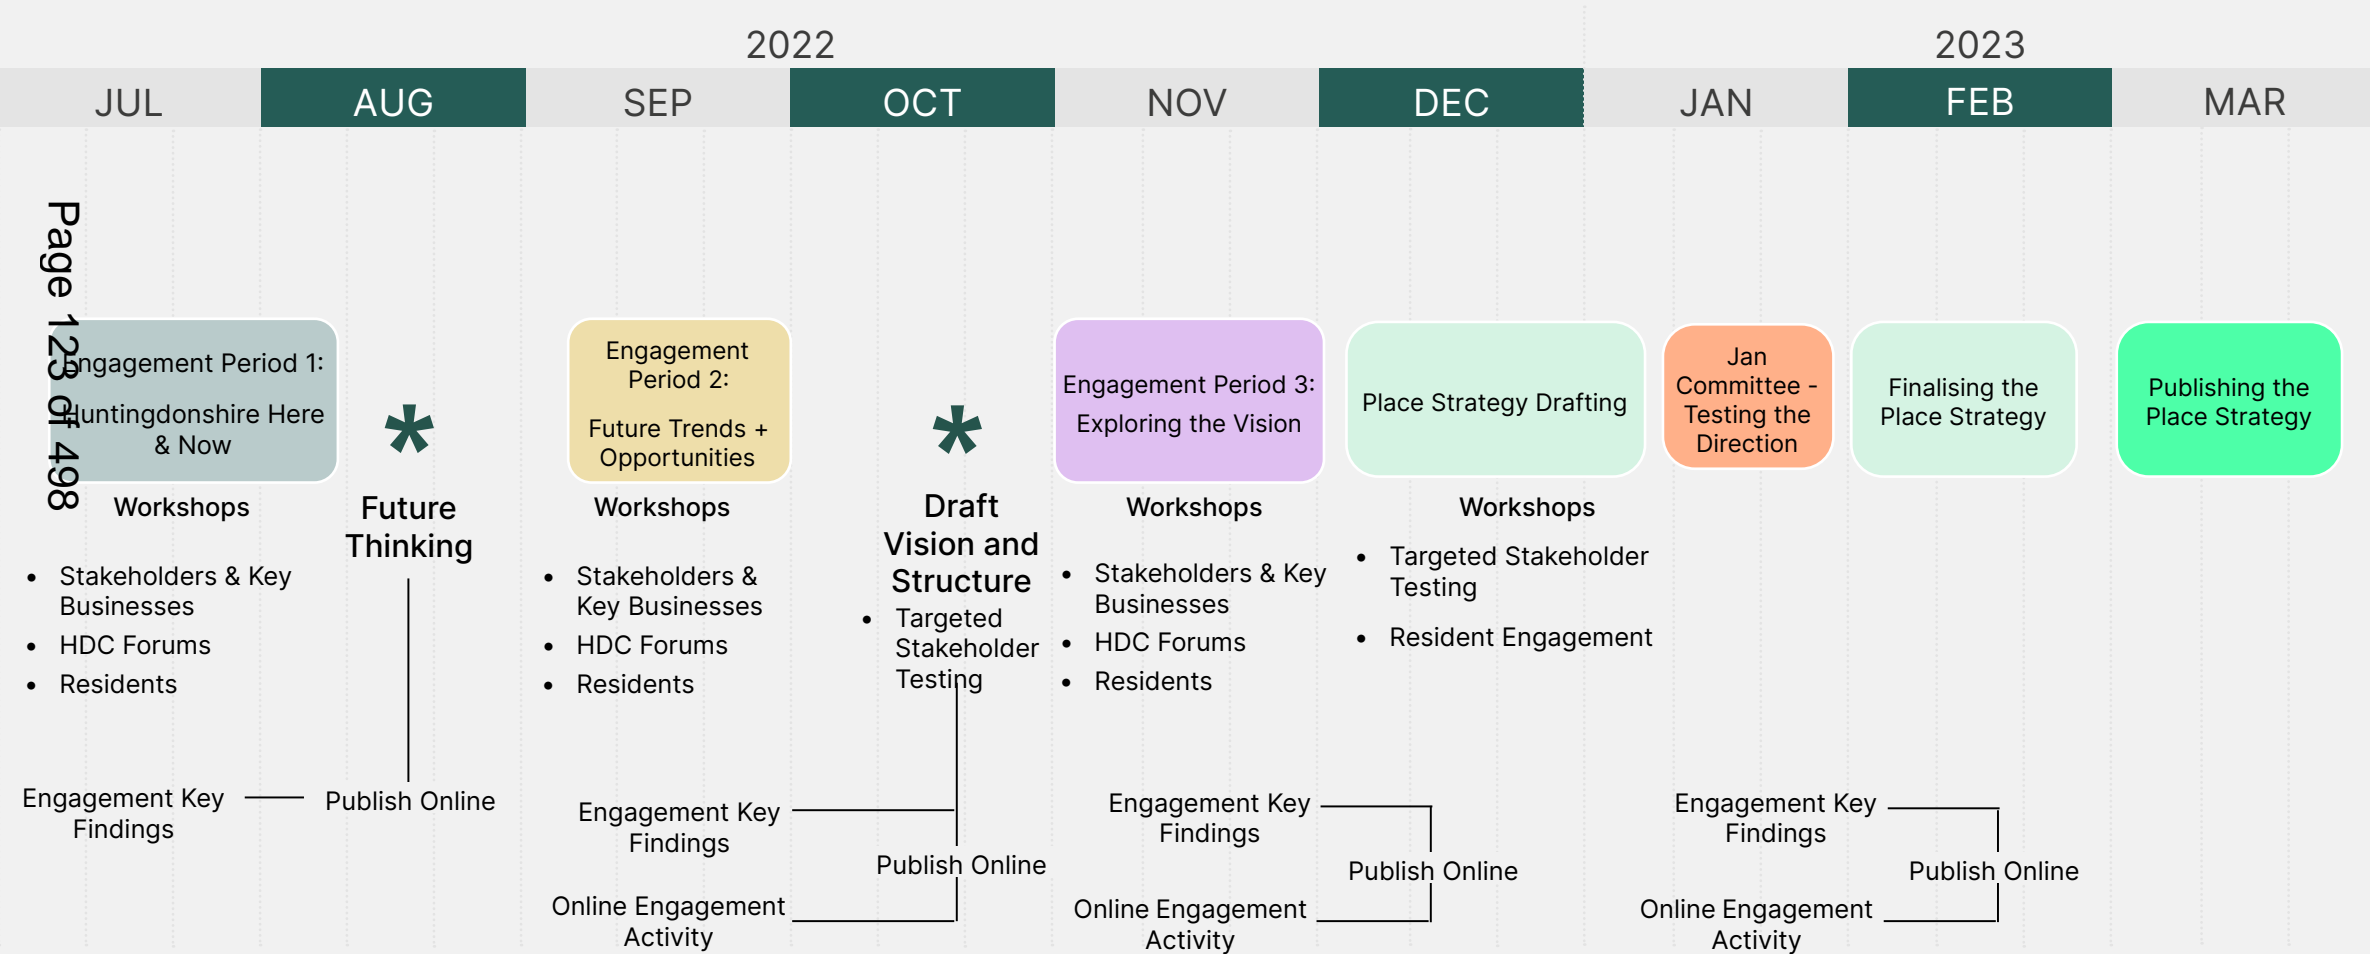 2022
2023
JUL
AUG
SEP
OCT
NOV
DEC
JAN
FEB
MAR
Page 123 of 498
Engagement Period 1:
Huntingdonshire Here
& Now
Workshops
• Stakeholders & Key
Businesses
• HDC Forums
• Residents
Engagement Key
Findings
*
Future
Thinking
Publish Online
Engagement
Period 2:
Future Trends +
Opportunities
Workshops
• Stakeholders &
Key Businesses
• HDC Forums
• Residents
Engagement Key
Findings
Online Engagement
Activity
*
Draft
Vision and
Structure
• Targeted
Stakeholder
Testing
Publish Online
Engagement Period 3:
Exploring the Vision
Workshops
• Stakeholders & Key
Businesses
• HDC Forums
• Residents
Engagement Key
Findings
Online Engagement
Activity
Place Strategy Drafting
Workshops
• Targeted Stakeholder
Testing
• Resident Engagement
Publish Online
Jan
Committee -
Testing the
Direction
Engagement Key
Findings
Online Engagement
Activity
Finalising the
Place Strategy
Publish Online
Publishing the
Place Strategy